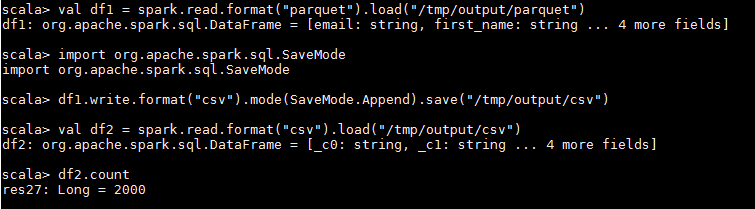 scala> val df1 = spark.read.format("parquet").load("/tmp/output/parquet")
df1: org.apache.spark.sql.DataFrame = [email: string, first_name: string ... 4 more fields]
scala> import org.apache.spark.sql.SaveMode
import org.apache.spark.sql.SaveMode
scala> df1.write.format("csv").mode(SaveMode.Append).save("/tmp/output/csv")
scala> val df2 = spark.read.format("csv").load("/tmp/output/csv")
df2: org.apache.spark.sql.DataFrame = [_c0: string, _c1: string ... 4 more fields]
scala> df2.count
res27: Long = 2000